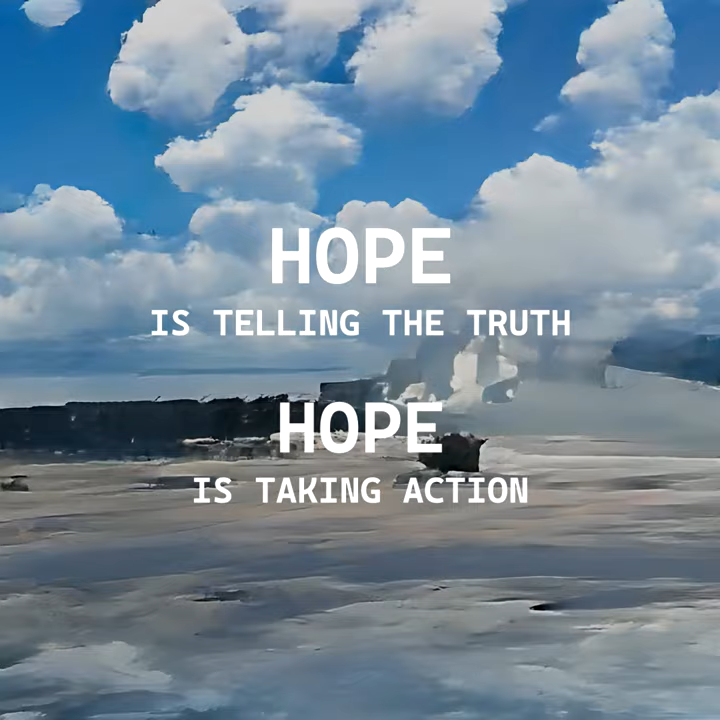 HOPE
IS TELLING THE TRUTH
HOPE
IS TAKING ACTION